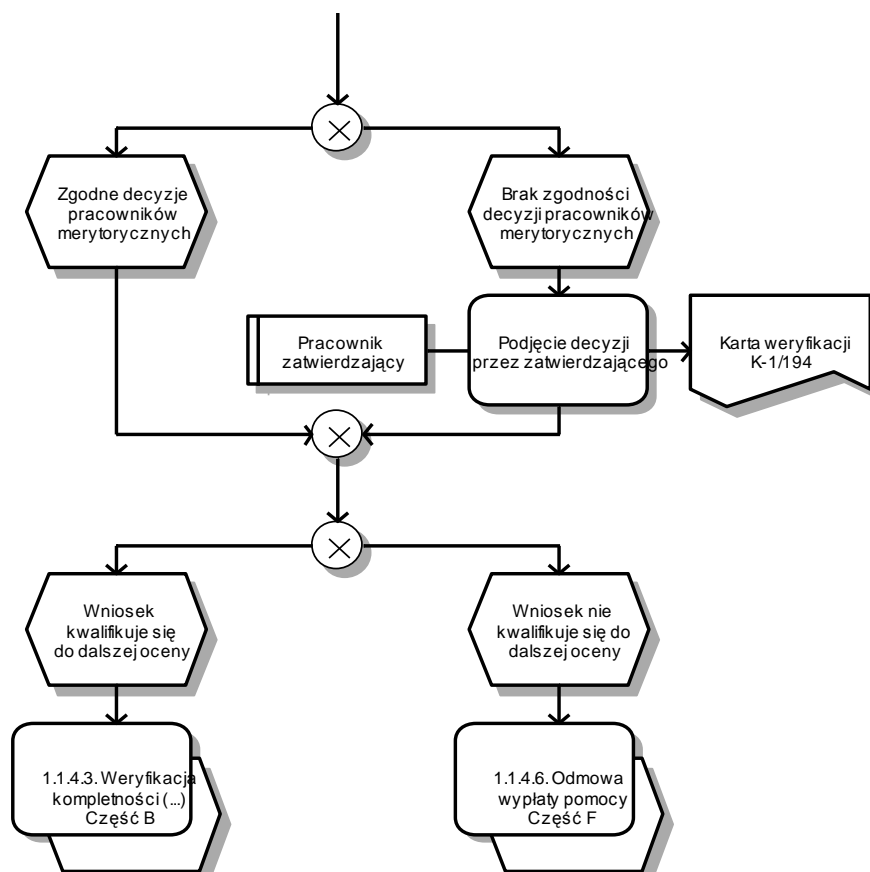 Zgodne decyzje
pracowników
merytorycznych
Brak zgodności
decyzji pracowników
merytorycznych
Pracownik
zatwierdzający
Podjęcie decyzji
przez zatwierdzającego
Karta weryfikacji
K-1/194
Wniosek
kwalifikuje się
do dalszej oceny
Wniosek nie
kwalifikuje się do
dalszej oceny
1.1.4.3. Weryfikacja
kompletności (...)
Część B
1.1.4.6. Odmowa
wypłaty pomocy
Część F